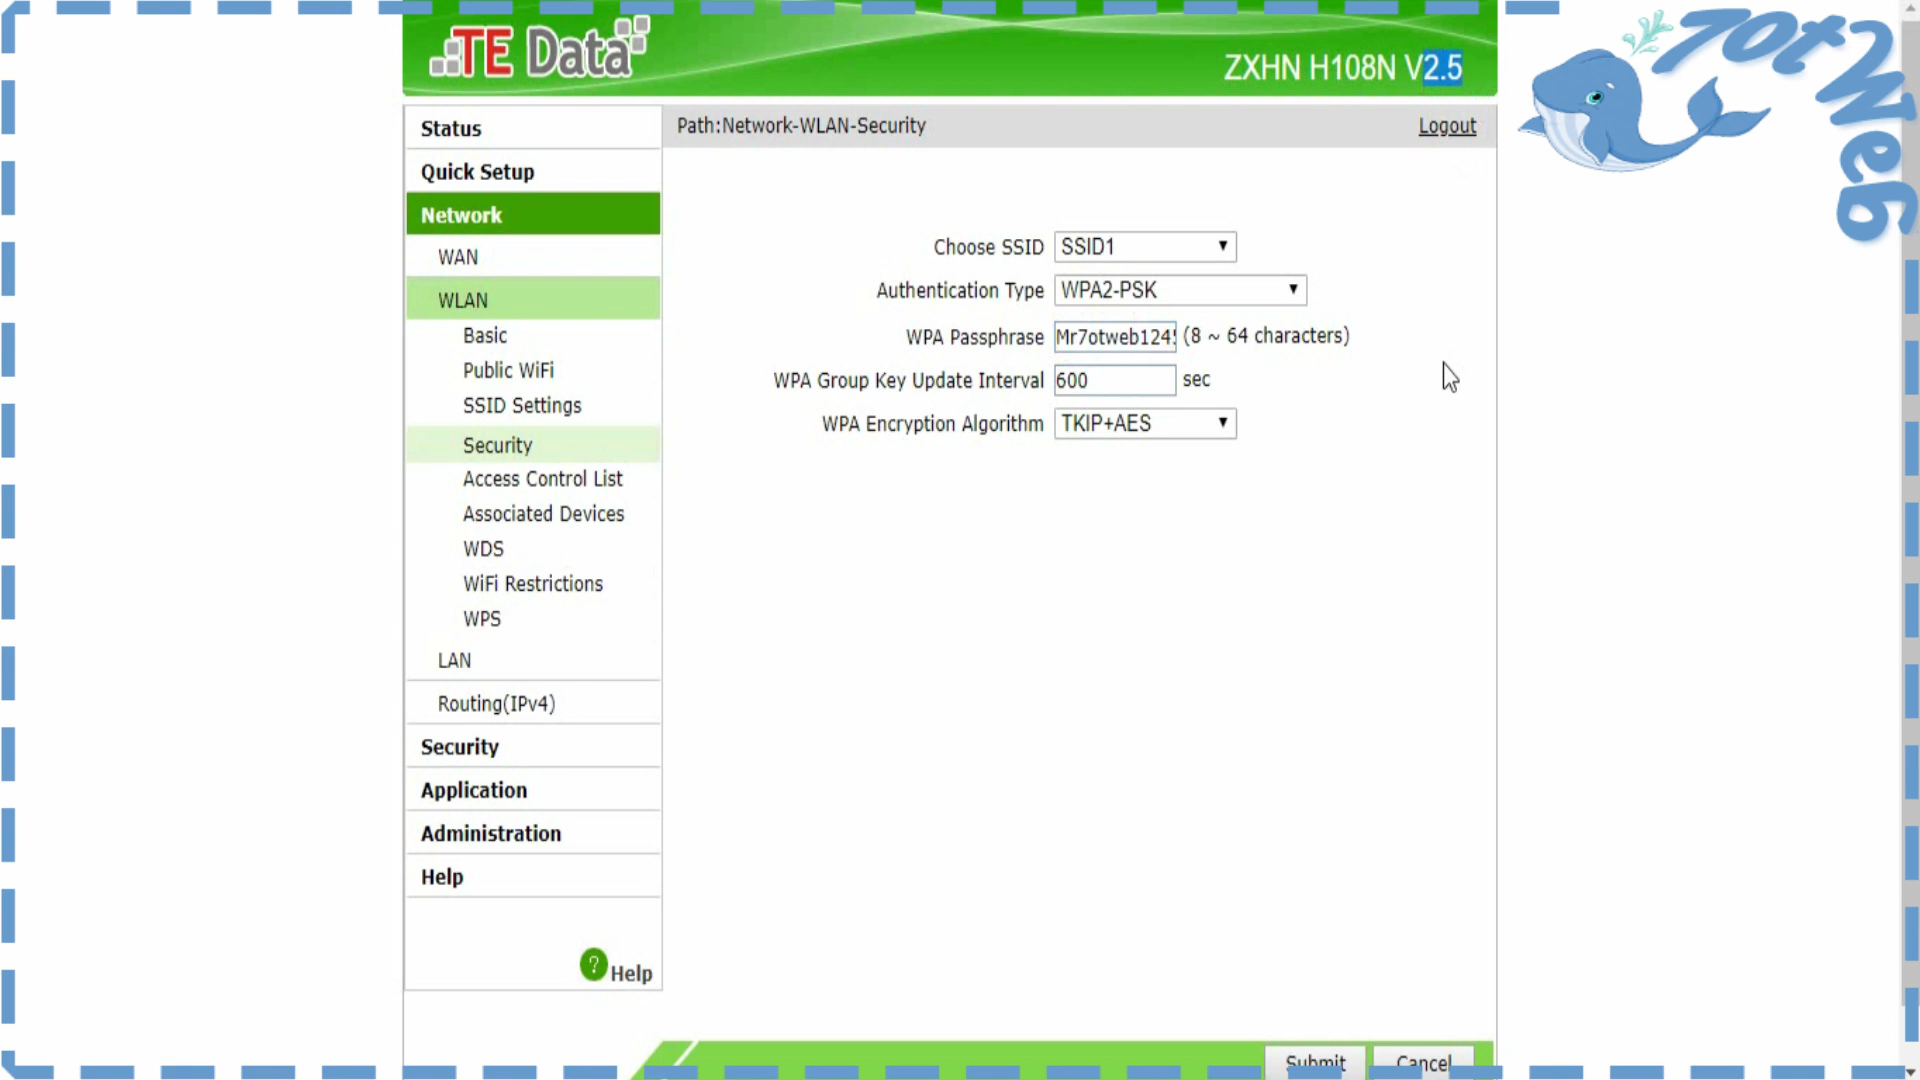 TE Data
ZXHN H108N V2.5
7otWeb
Path:Network-WLAN-Security
Logout
Status
Quick Setup
Network
WAN
WLAN
Basic
Public WiFi
SSID Settings
Security
Access Control List
Associated Devices
WDS
WiFi Restrictions
WPS
LAN
Routing(IPv4)
Security
Application
Administration
Help
Help
Choose SSID SSID1
Authentication Type WPA2-PSK
WPA Passphrase Mr7otweb124 (8 ~ 64 characters)
WPA Group Key Update Interval 600 sec
WPA Encryption Algorithm TKIP+AES
Submit Cancel